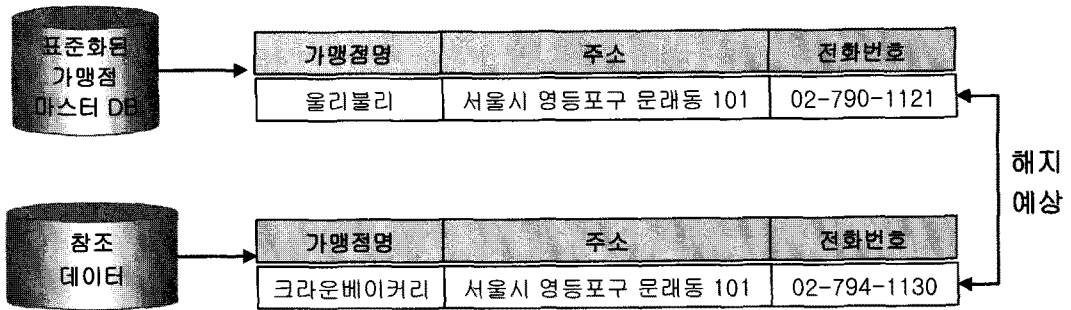 표준화된
가맹점
마스터 DB
가맹점명 주소 전화번호
울리불리 서울시 영등포구 문래동 101 02-790-1121
해지
예상
참조
데이터
가맹점명 주소 전화번호
크라운베이커리 서울시 영등포구 문래동 101 02-794-1130